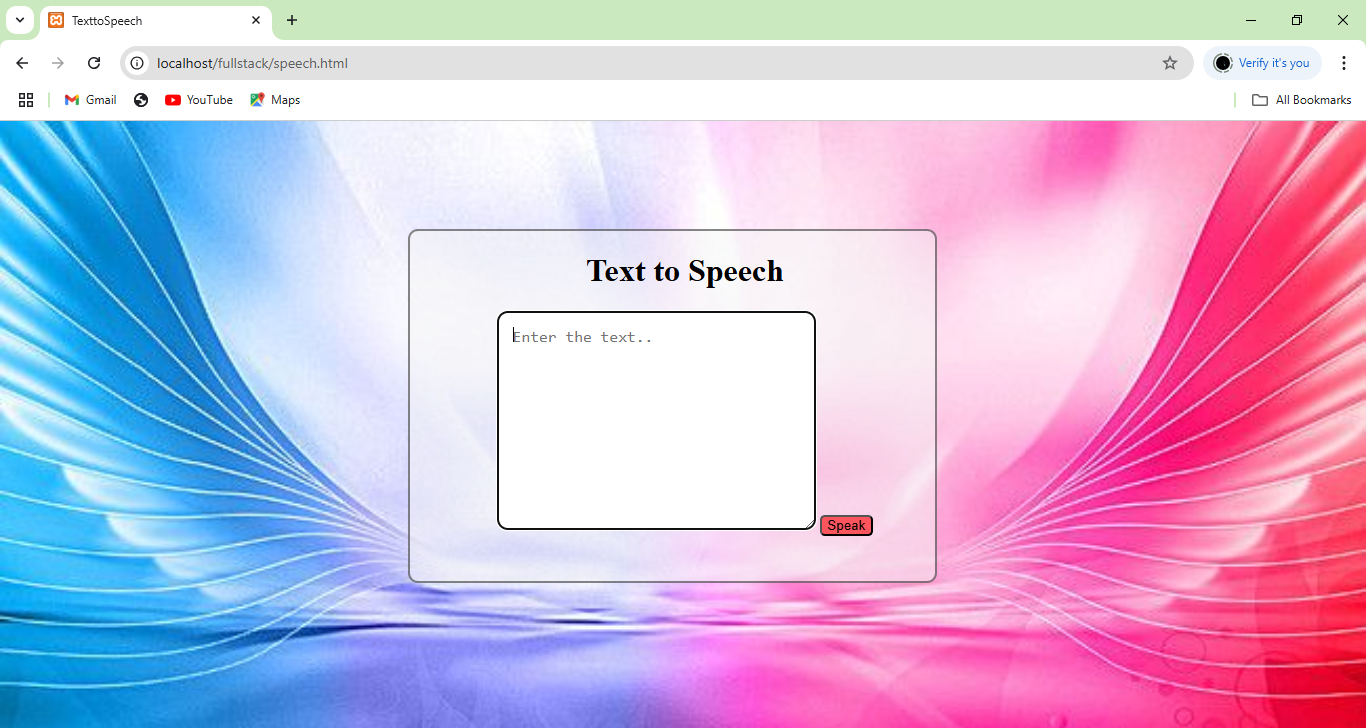 TexttoSpeech
localhost/fullstack/speech.html
Verify it's you
Gmail
YouTube
Maps
All Bookmarks
Text to Speech
Enter the text..
Speak